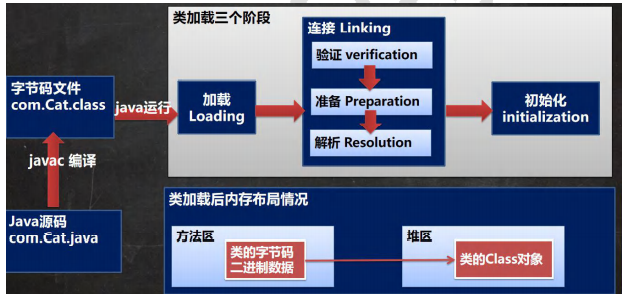 类加载三个阶段
连接 Linking
验证 verification
字节码文件
com.Cat.class
java运行
加载
Loading
准备 Preparation
初始化
initialization
解析 Resolution
javac 编译
类加载后内存布局情况
Java源码
com.Cat.java
方法区
堆区
类的字节码
二进制数据
类的Class对象